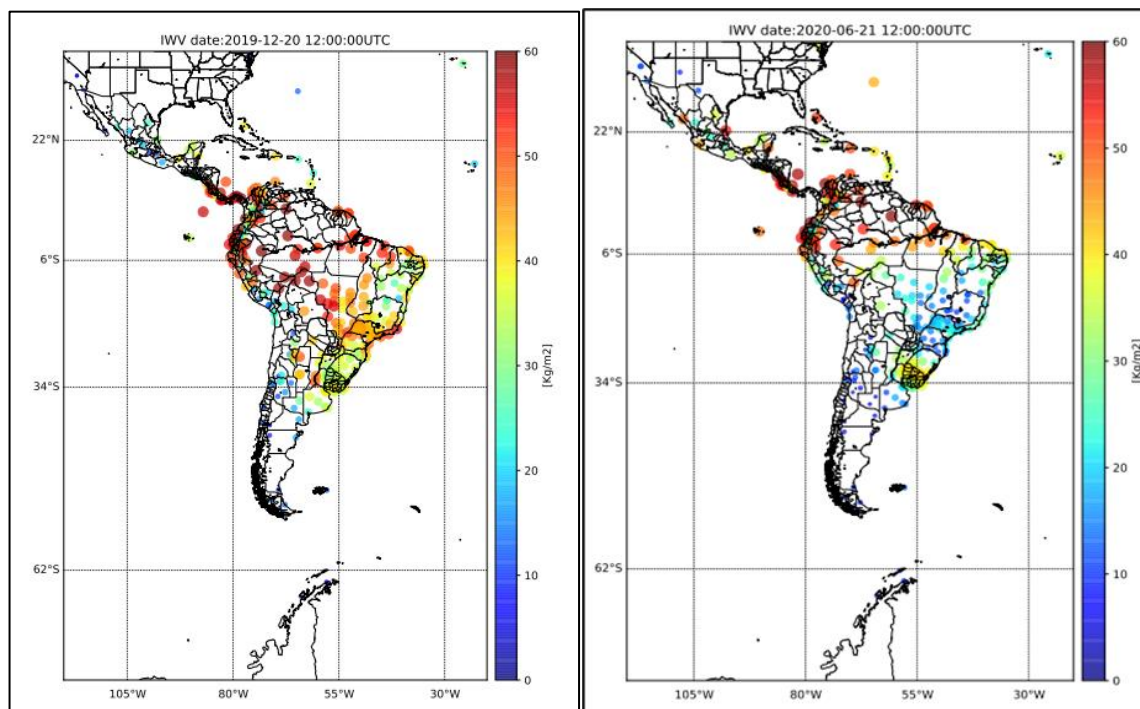 IWV date:2019-12-20 12:00:00UTC
60
50
40
30
20
10
0
[Kg/m2]
22°N
6°S
34°S
62°S
105°W 80°W 55°W 30°W
IWV date:2020-06-21 12:00:00UTC
60
50
40
30
20
10
0
[Kg/m2]
22°N
6°S
34°S
62°S
105°W 80°W 55°W 30°W